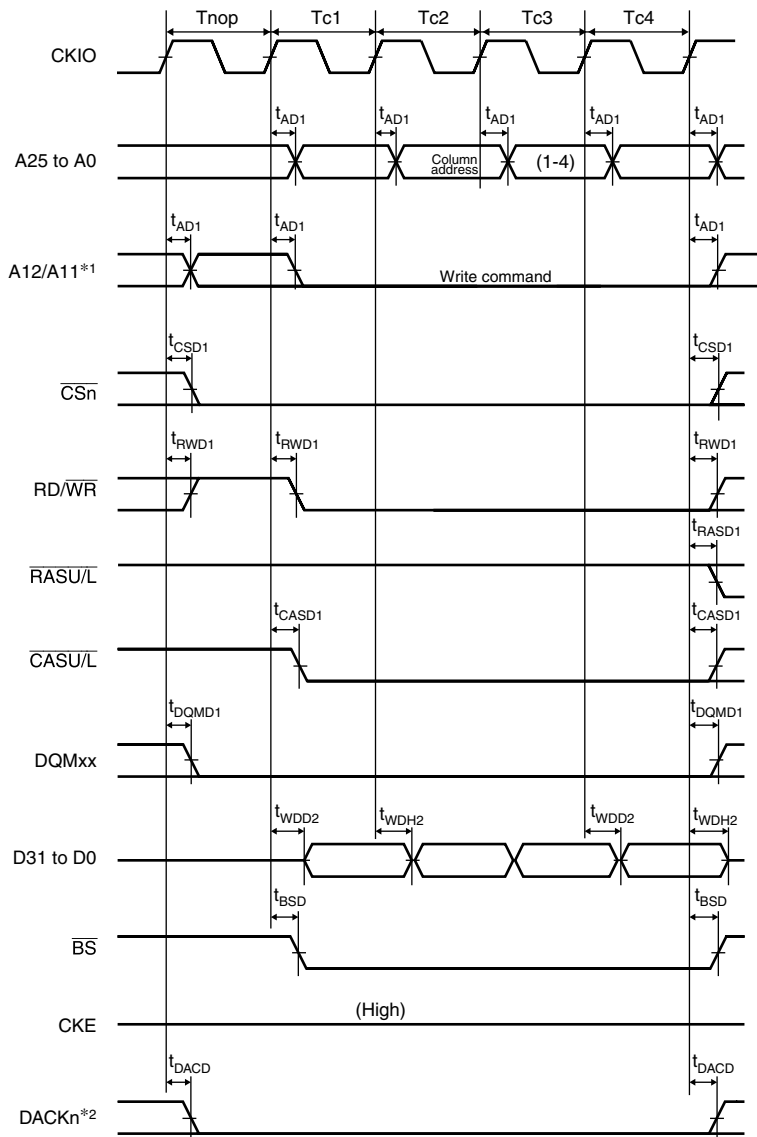 Tnop Tc1 Tc2 Tc3 Tc4
CKIO
tAD1 tAD1 tAD1 tAD1 tAD1
A25 to A0 Column address (1-4)
tAD1 tAD1 tAD1
A12/A11*1 Write command
tCSD1 tCSD1
CSn
tRWD1 tRWD1 tRWD1
RD/WR
tRASD1
RASU/L
tCASD1 tCASD1
CASU/L
tDQMD1 tDQMD1
DQMxx
tWDD2 tWDH2 tWDD2 tWDH2
D31 to D0
tBSD tBSD
BS
(High)
CKE
tDACD tDACD
DACKn*2